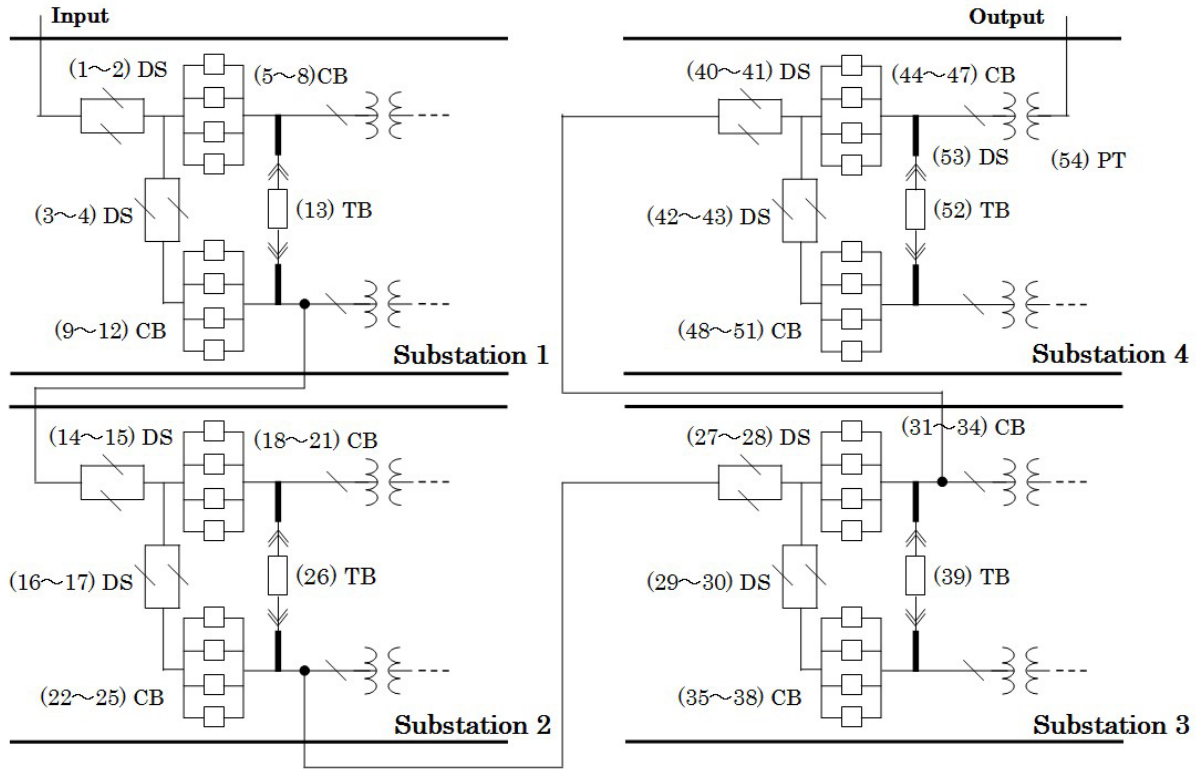 Input
(1～2) DS
(5～8)CB
(3～4) DS
(13) TB
(9～12) CB
Substation 1
(14～15) DS
(18～21) CB
(16～17) DS
(26) TB
(22～25) CB
Substation 2
Output
(40～41) DS
(44～47) CB
(53) DS
(54) PT
(42～43) DS
(52) TB
(48～51) CB
Substation 4
(27～28) DS
(31～34) CB
(29～30) DS
(39) TB
(35～38) CB
Substation 3